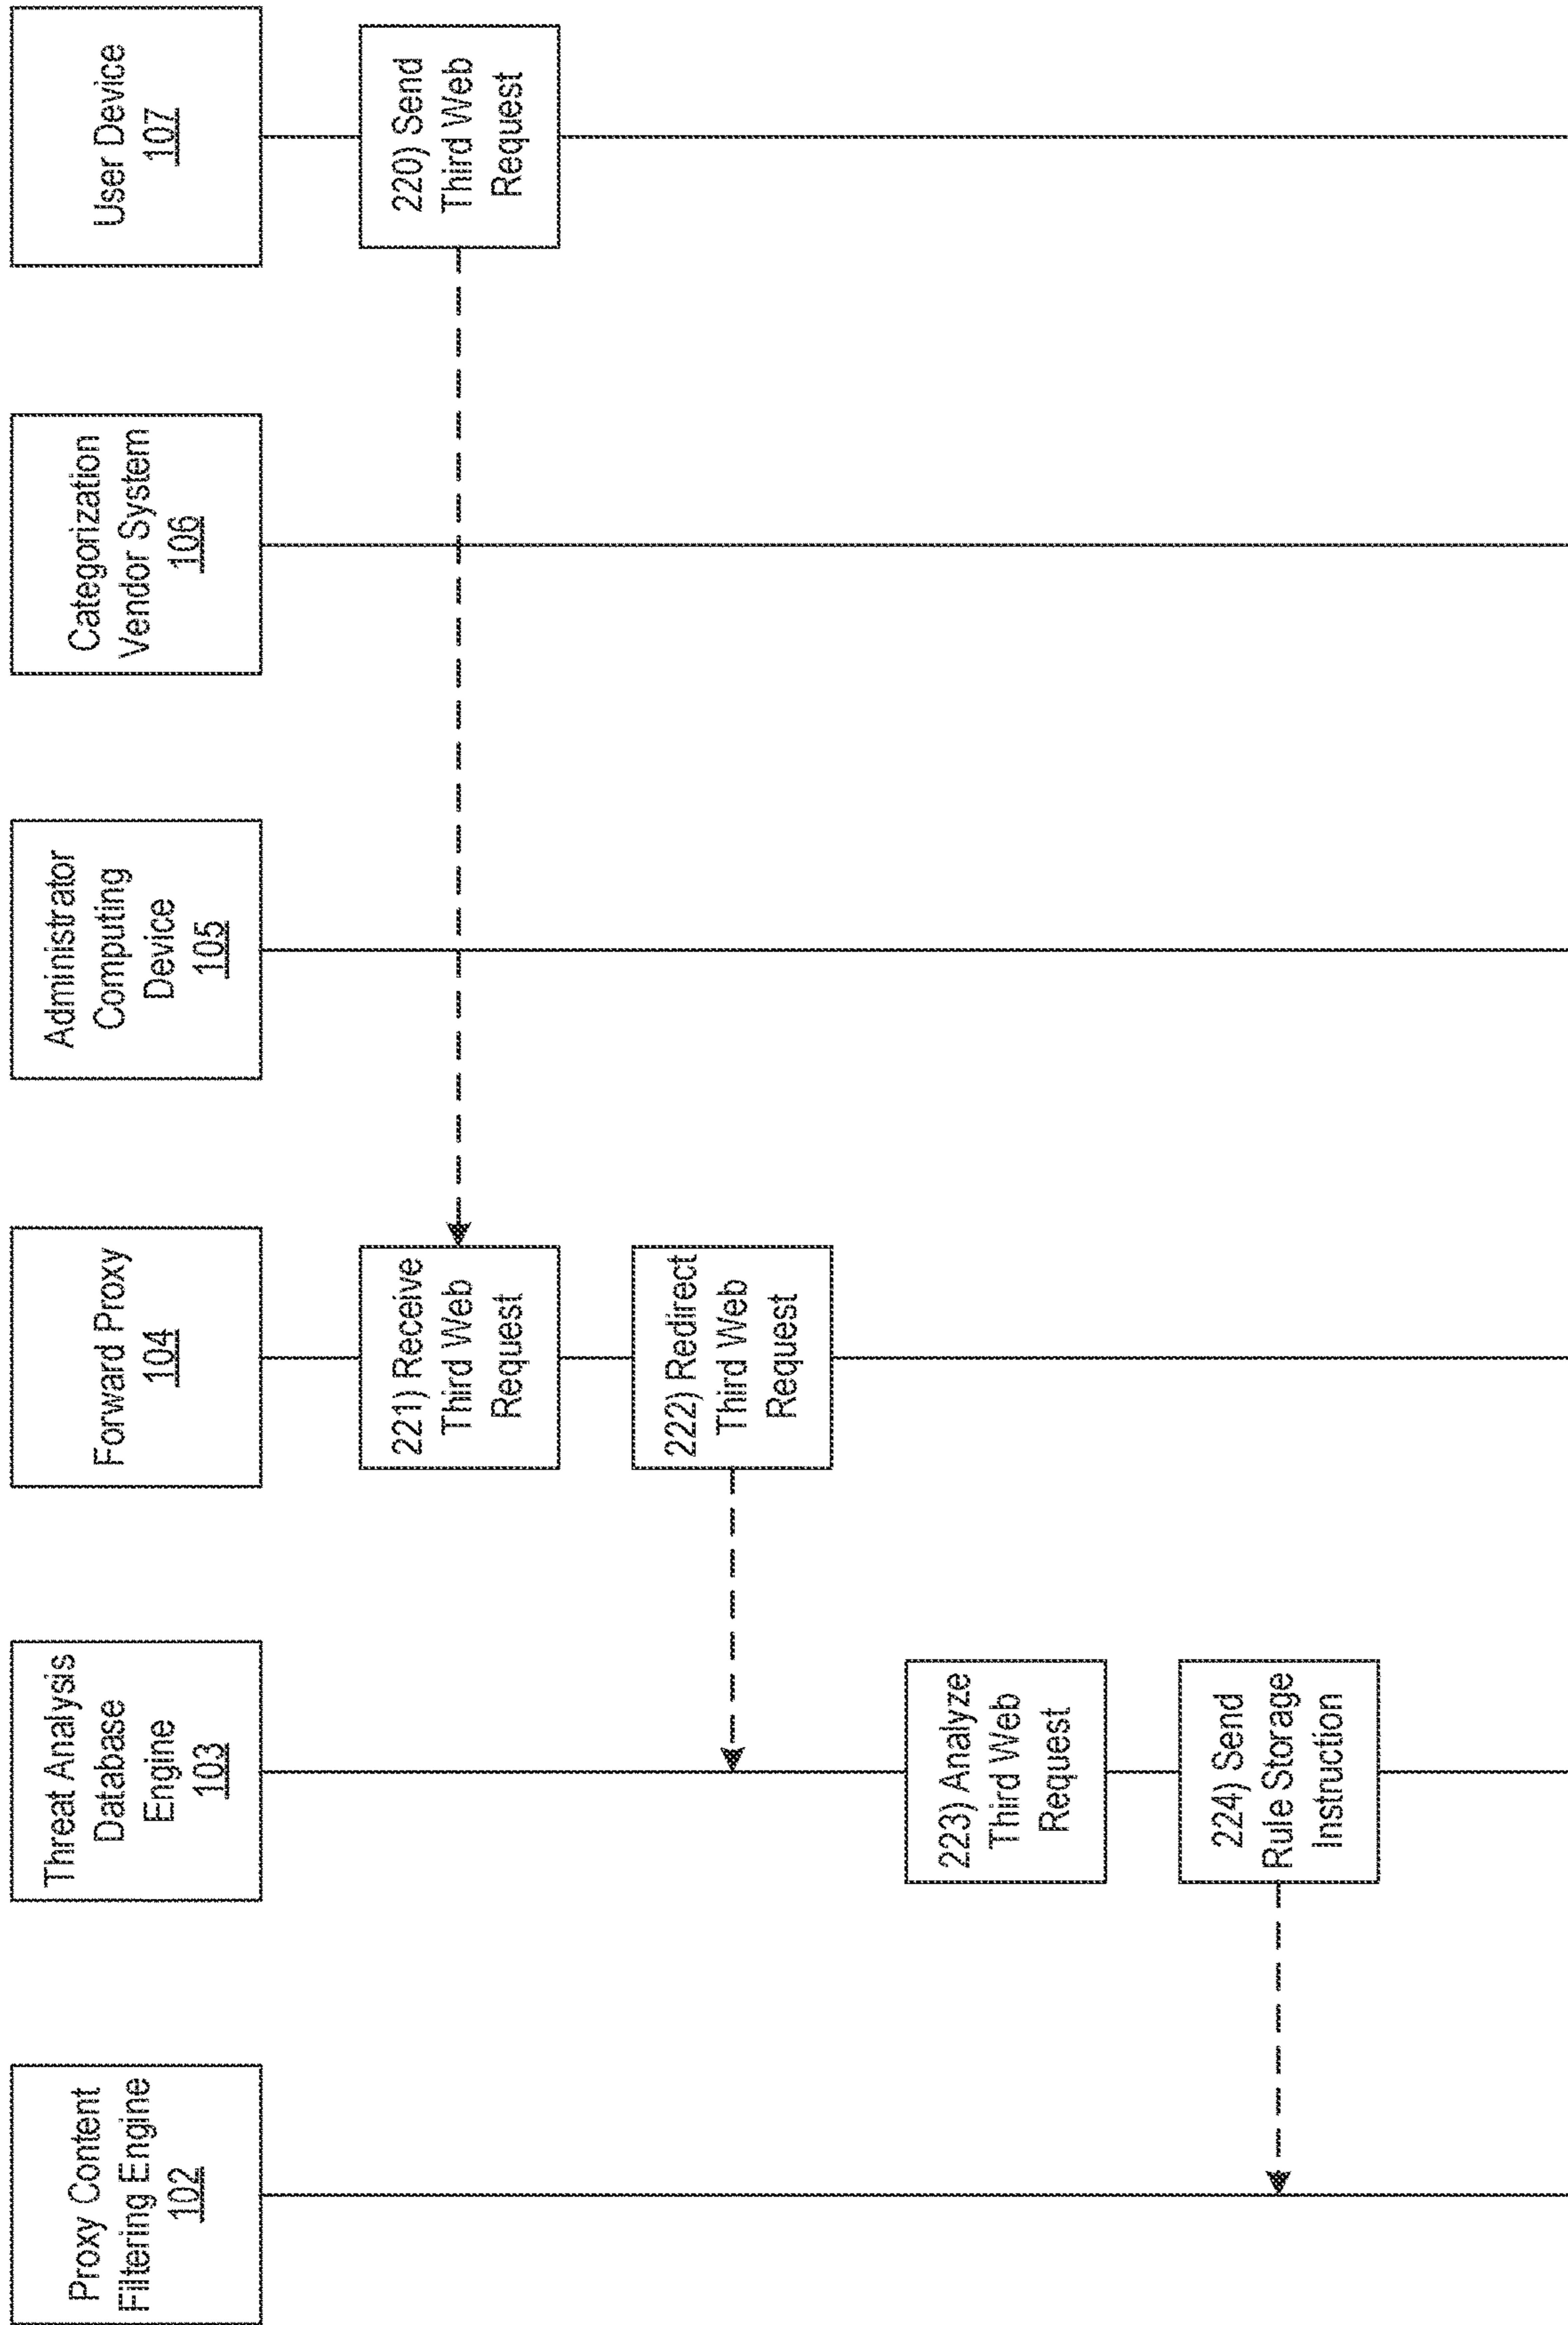 Proxy Content
Filtering Engine
102
Threat Analysis
Database
Engine
103
Forward Proxy
104
Administrator
Computing
Device
105
Categorization
Vendor System
106
User Device
107
220) Send
Third Web
Request
221) Receive
Third Web
Request
222) Redirect
Third Web
Request
223) Analyze
Third Web
Request
224) Send
Rule Storage
Instruction